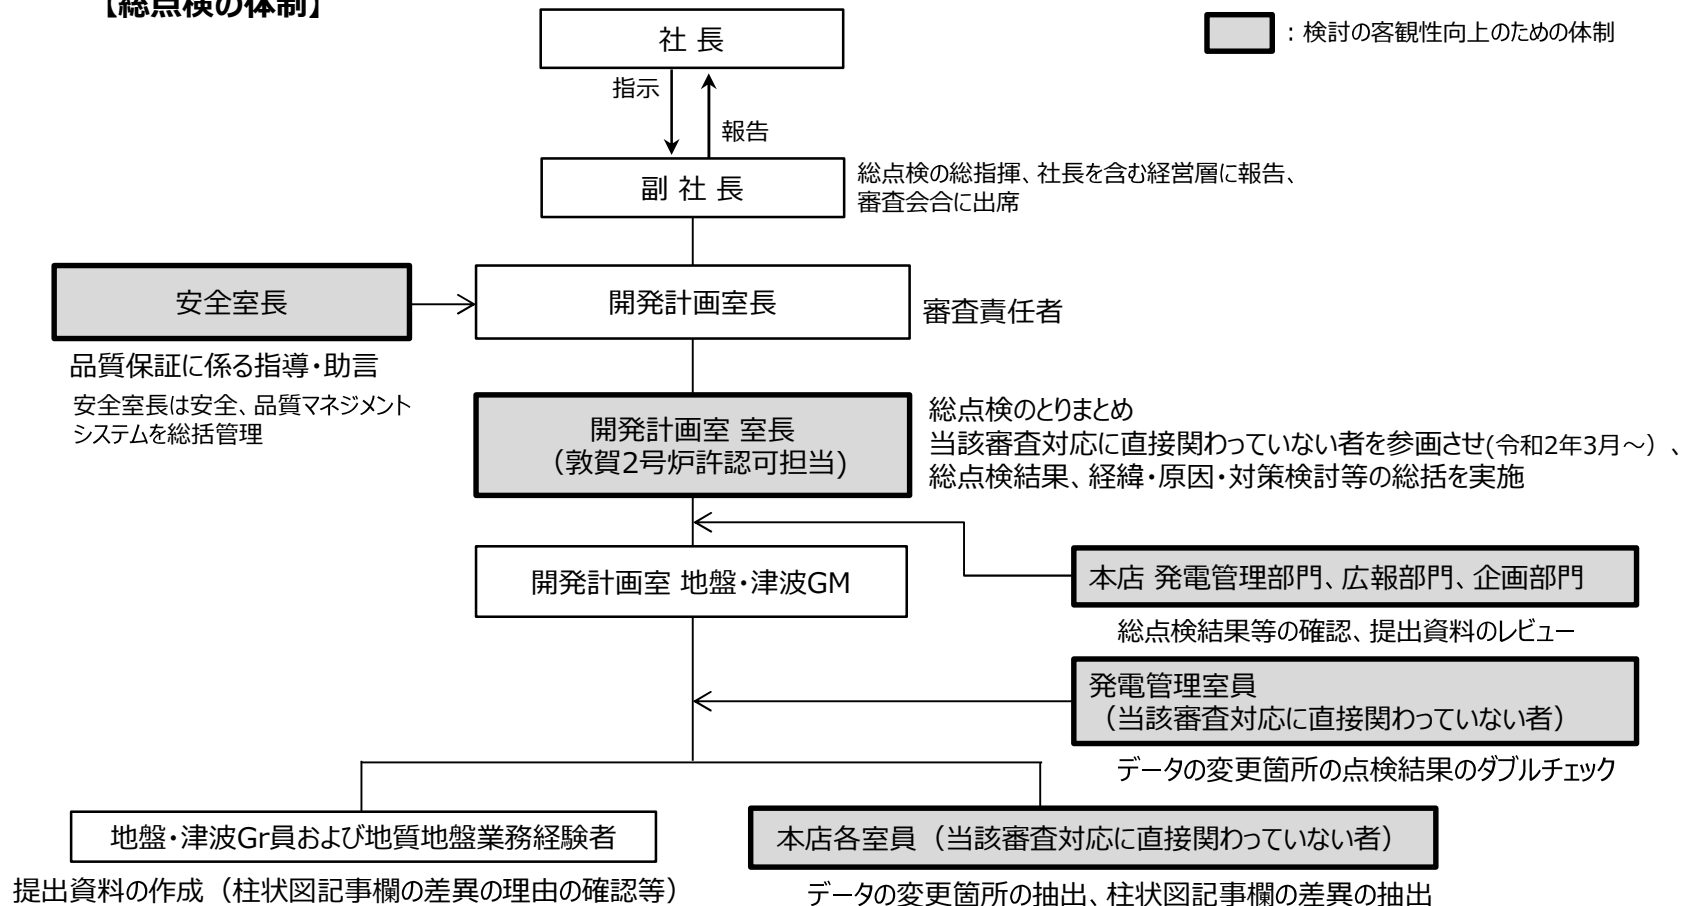 【総点検の体制】
：検討の客観性向上のための体制
社 長
指示
報告
副 社 長
総点検の総指揮、社長を含む経営層に報告、
審査会合に出席
安全室長
開発計画室長
審査責任者
品質保証に係る指導・助言
安全室長は安全、品質マネジメント
システムを総括管理
開発計画室 室長
（敦賀2号炉許認可担当)
総点検のとりまとめ
当該審査対応に直接関わっていない者を参画させ(令和2年3月～）、
総点検結果、経緯・原因・対策検討等の総括を実施
開発計画室 地盤・津波GM
本店 発電管理部門、広報部門、企画部門
総点検結果等の確認、提出資料のレビュー
発電管理室員
（当該審査対応に直接関わっていない者）
データの変更箇所の点検結果のダブルチェック
地盤・津波Gr員および地質地盤業務経験者
本店各室員（当該審査対応に直接関わっていない者）
提出資料の作成（柱状図記事欄の差異の理由の確認等）
データの変更箇所の抽出、柱状図記事欄の差異の抽出